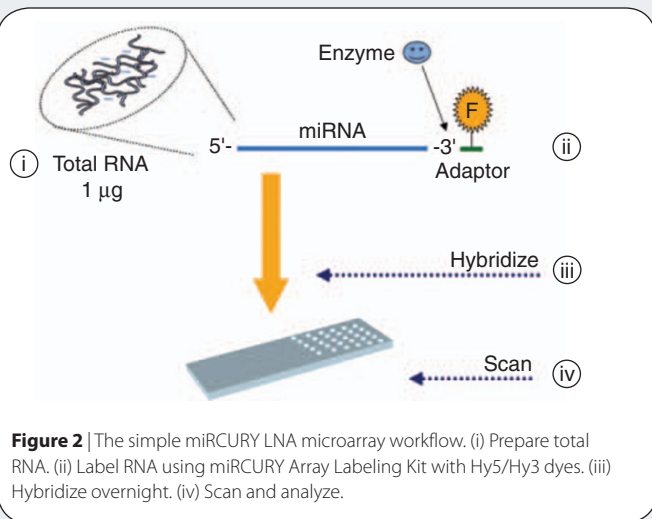 Enzyme
F
5'-
miRNA
-3'
(ii)
(i) Total RNA
1 μg
Adaptor
Hybridize
(iii)
Scan
(iv)
Figure 2 | The simple miRCURY LNA microarray workflow. (i) Prepare total
RNA. (ii) Label RNA using miRCURY Array Labeling Kit with Hy5/Hy3 dyes. (iii)
Hybridize overnight. (iv) Scan and analyze.